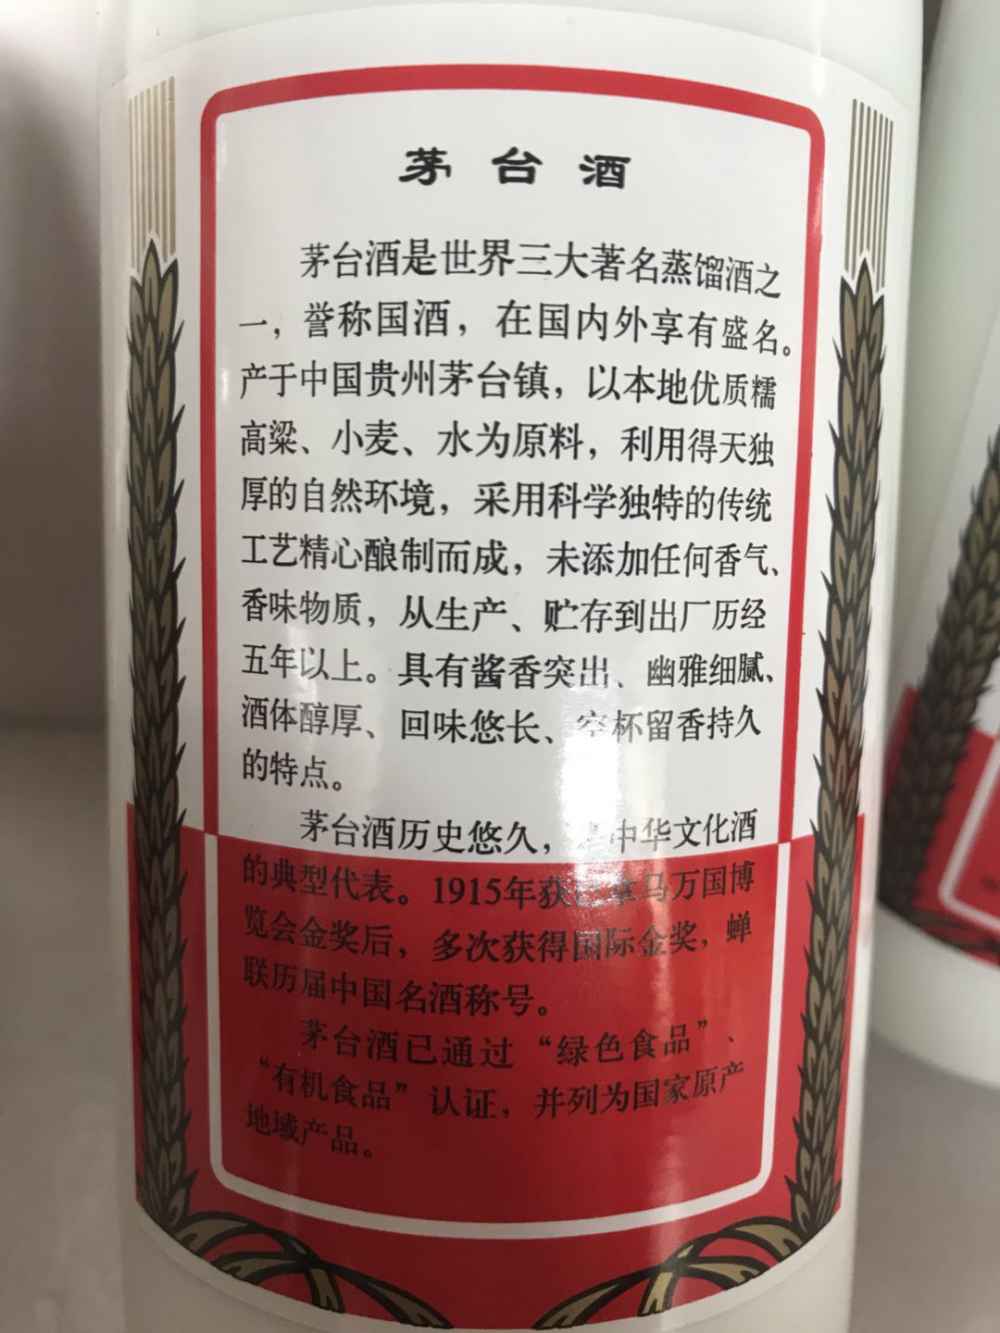 茅台酒
茅台酒是世界三大著名蒸馏酒之
一，誉称国酒，在国内外享有盛名。
产于中国贵州茅台镇，以本地优质糯
高粱、小麦、水为原料，利用得天独
厚的自然环境，采用科学独特的传统
工艺精心酿制而成，未添加任何香气、
香味物质，从生产、贮存到出厂历经
五年以上。具有酱香突出、幽雅细腻、
酒体醇厚、回味悠长、空杯留香持久
的特点。
茅台酒历史悠久，是中华文化酒
的典型代表。1915年获巴拿马万国博
览会金奖后，多次获得国际金奖，蝉
联历届中国名酒称号。
茅台酒已通过“绿色食品”、
“有机食品”认证，并列为国家原产
地域产品。